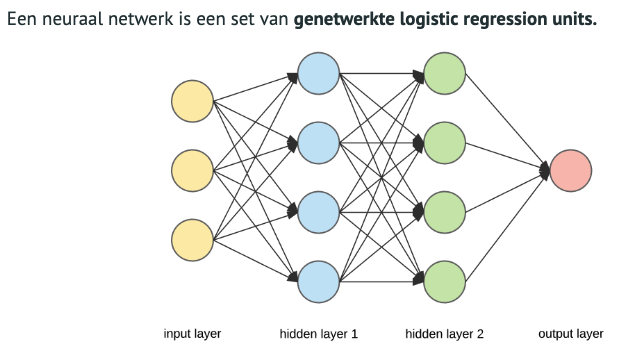 Een neuraal netwerk is een set van genetwerkte logistic regression units.
input layer hidden layer 1 hidden layer 2 output layer